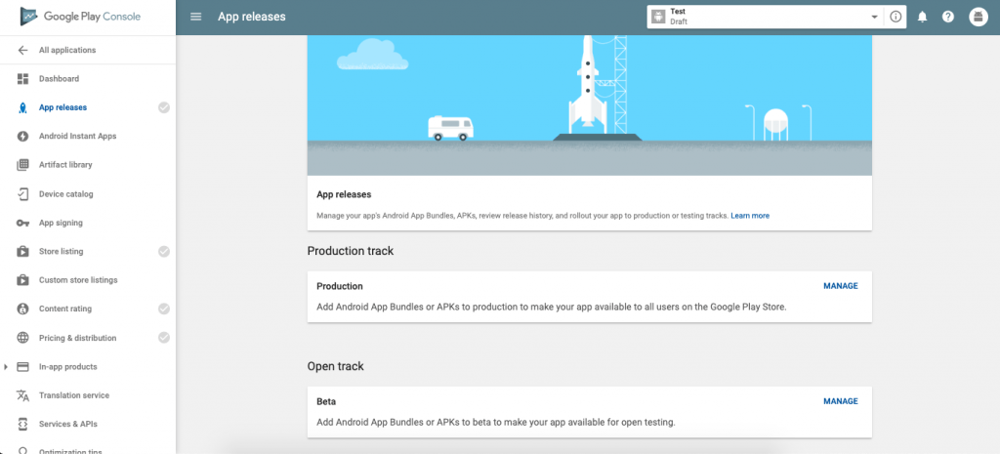 Google Play Console
App releases
Test
Draft
All applications
Dashboard
App releases
Android Instant Apps
Artifact library
Device catalog
App signing
Store listing
Custom store listings
Content rating
Pricing & distribution
In-app products
Translation service
Services & APIs
Optimization tips
App releases
Manage your app's Android App Bundles, APKs, review release history, and rollout your app to production or testing tracks. Learn more
Production track
Production
MANAGE
Add Android App Bundles or APKs to production to make your app available to all users on the Google Play Store.
Open track
Beta
MANAGE
Add Android App Bundles or APKs to beta to make your app available for open testing.